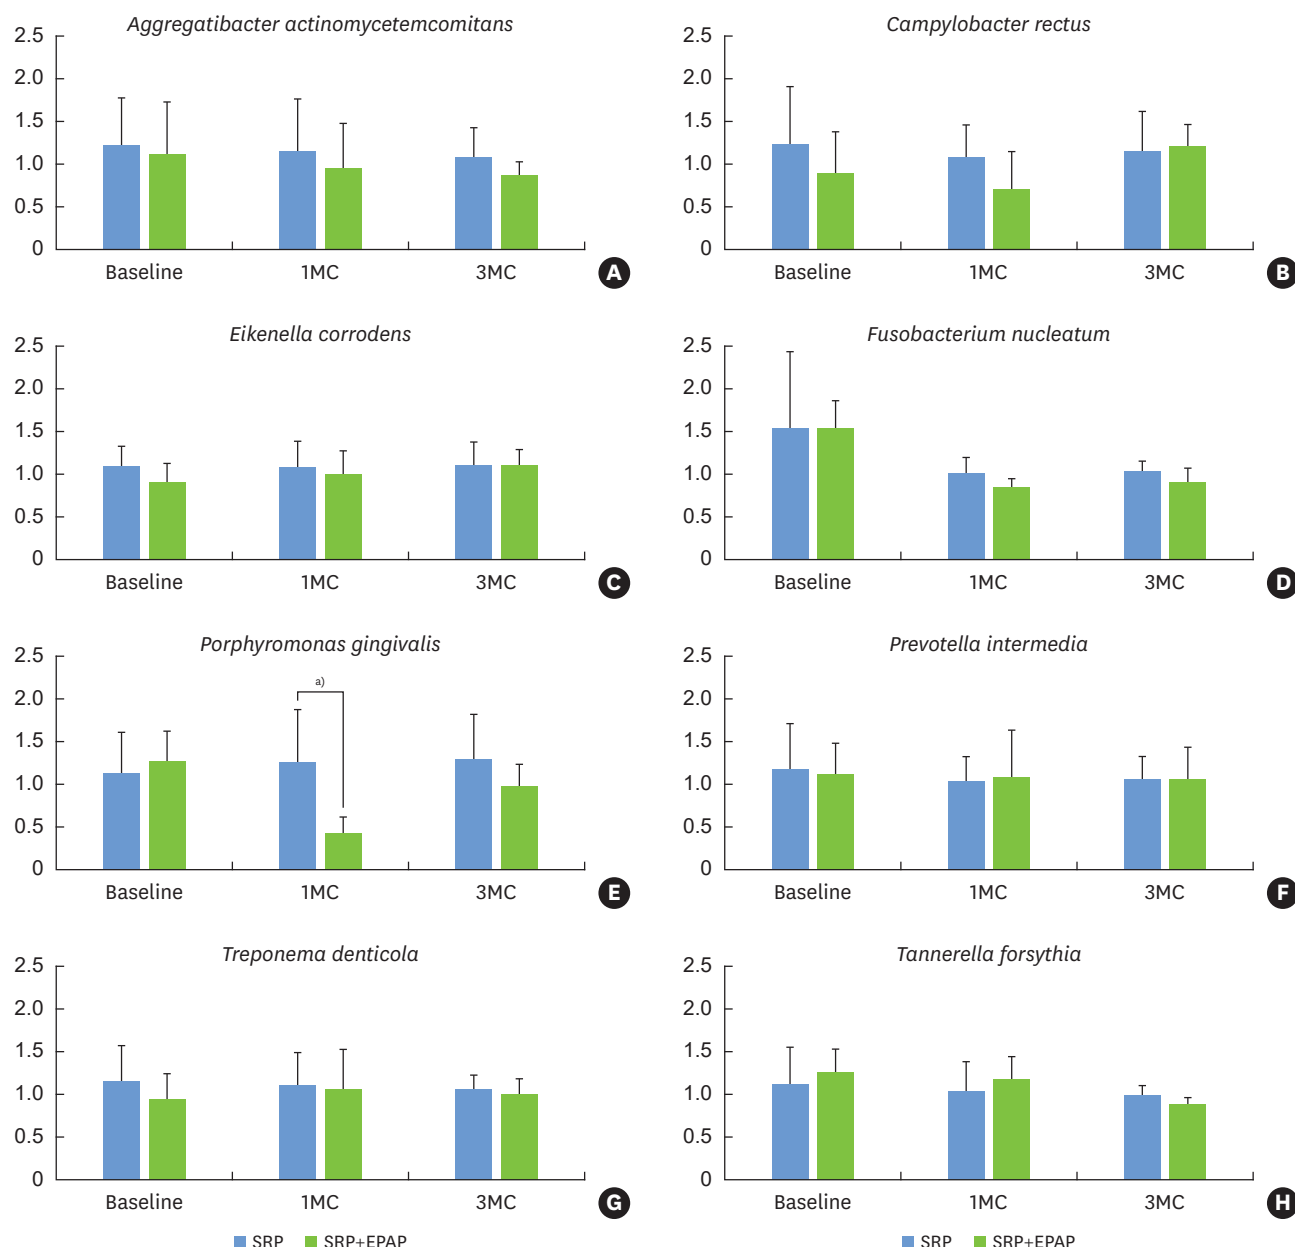 Aggregatibacter actinomycetemcomitans
2.5
2.0
1.5
1.0
0.5
0
Baseline 1MC 3MC
A
Campylobacter rectus
2.5
2.0
1.5
1.0
0.5
0
Baseline 1MC 3MC
B
Eikenella corrodens
2.5
2.0
1.5
1.0
0.5
0
Baseline 1MC 3MC
C
Fusobacterium nucleatum
2.5
2.0
1.5
1.0
0.5
0
Baseline 1MC 3MC
D
Porphyromonas gingivalis
2.5
a)
2.0
1.5
1.0
0.5
0
Baseline 1MC 3MC
E
Prevotella intermedia
2.5
2.0
1.5
1.0
0.5
0
Baseline 1MC 3MC
F
Treponema denticola
2.5
2.0
1.5
1.0
0.5
0
Baseline 1MC 3MC
G
SRP SRP+EPAP
Tannerella forsythia
2.5
2.0
1.5
1.0
0.5
0
Baseline 1MC 3MC
H
SRP SRP+EPAP